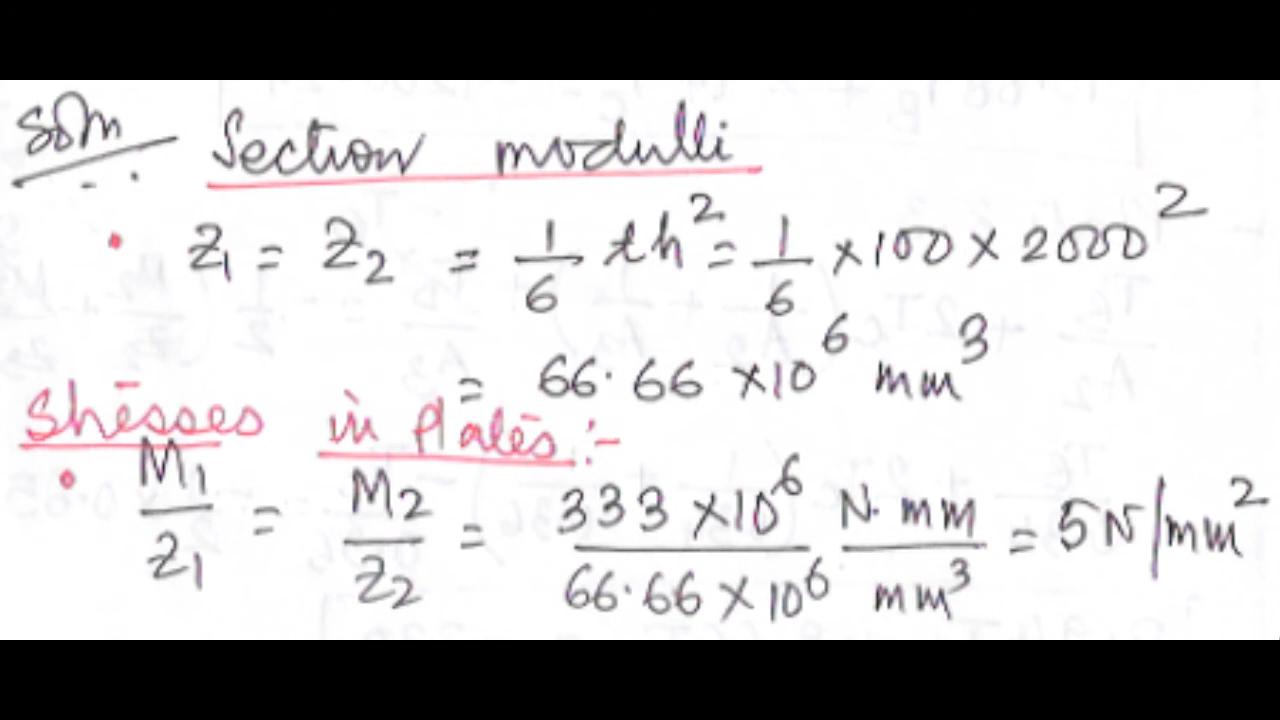 Soln
Section modulli
• Z₁ = Z₂ = 1/6 th² = 1/6 × 100 × 2000²
= 66.66 × 10⁶ mm³
Stresses in Plates :-
• M₁/Z₁ = M₂/Z₂ = 333 × 10⁶ / 66.66 × 10⁶ N.mm/mm³ = 5 N/mm²